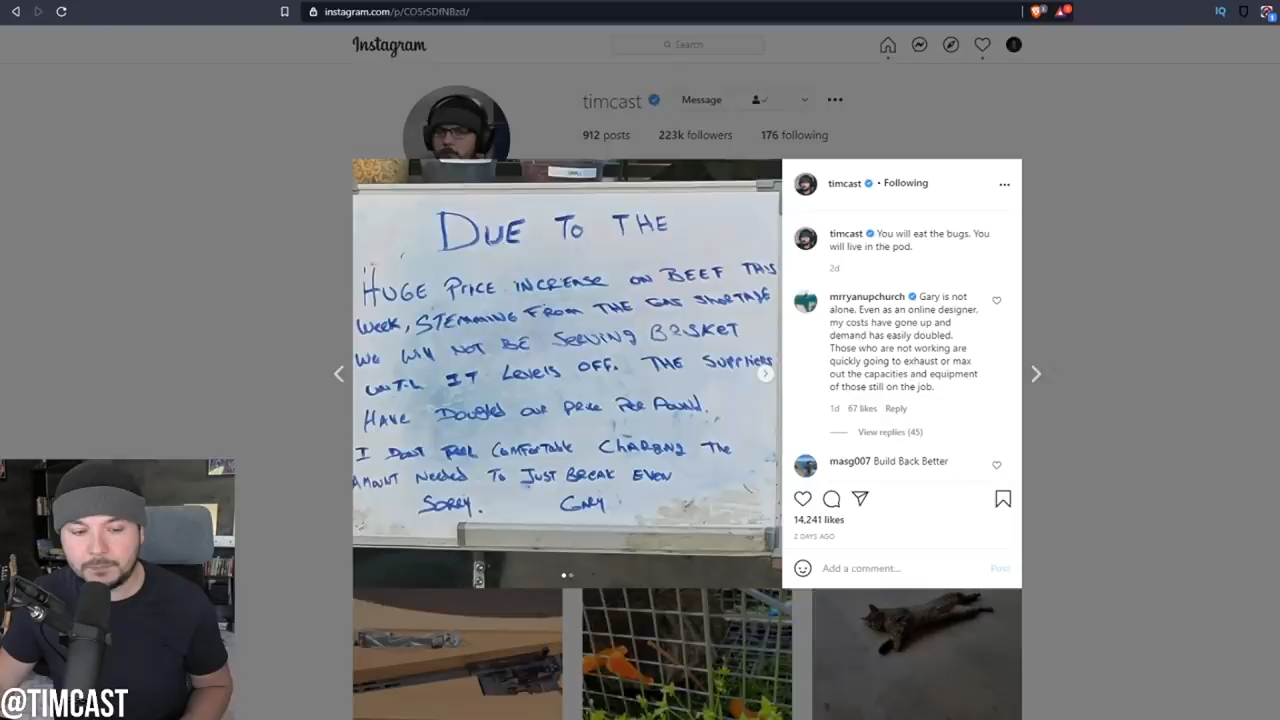 instagram.com/p/CO5rSDfNBzd/
Instagram
Search
timcast
Message
912 posts 223k followers 176 following
DUE TO THE
HUGE PRICE INCREASE ON BEEF THIS
WEEK, STEMMING FROM THE GAS SHORTAGE
WE WILL NOT BE SERVING BRISKET
UNTIL IT LEVELS OFF. THE SUPPLIERS
HAVE DOUBLED OUR PRICE PER POUND.
I DONT FEEL COMFORTABLE CHARGING THE
AMOUNT NEEDED TO JUST BREAK EVEN
SORRY. GARY
timcast • Following
timcast You will eat the bugs. You
will live in the pod.
2d
mrryanupchurch Gary is not
alone. Even as an online designer,
my costs have gone up and
demand has easily doubled.
Those who are not working are
quickly going to exhaust or max
out the capacities and equipment
of those still on the job.
1d 67 likes Reply
View replies (45)
masg007 Build Back Better
14,241 likes
2 DAYS AGO
Add a comment... Post
@TIMCAST